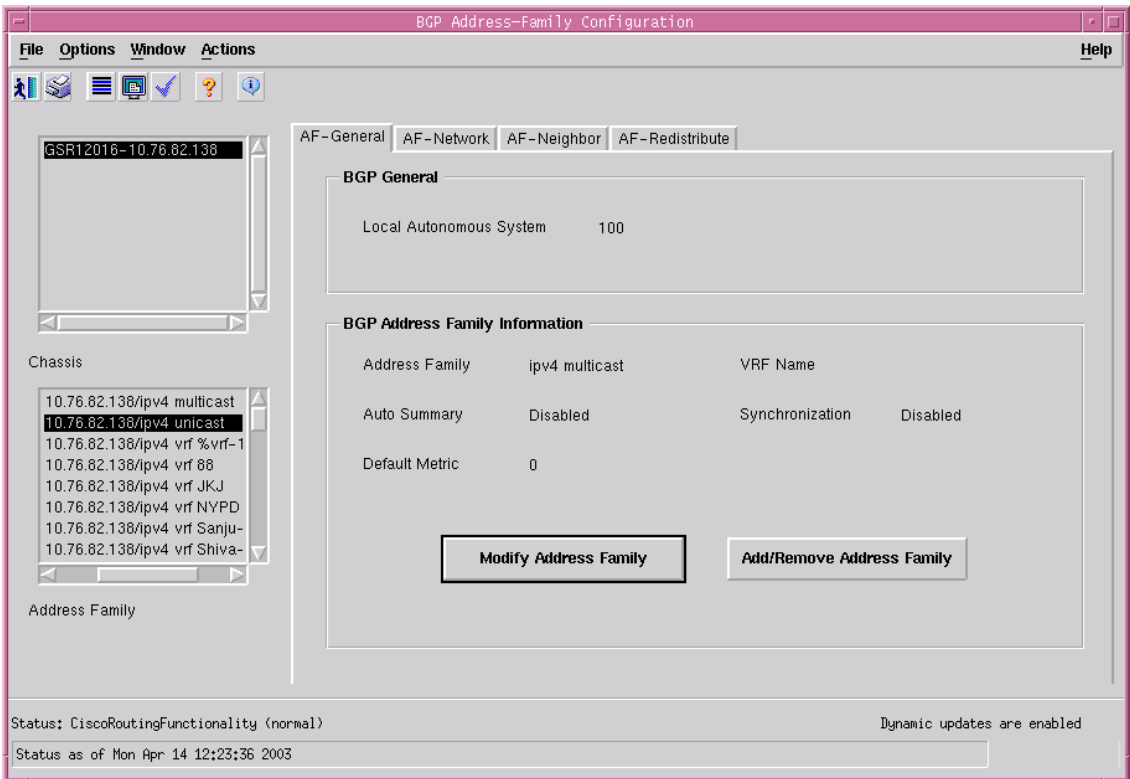 BGP Address-Family Configuration
File Options Window Actions Help
GSR12016-10.76.82.138
Chassis
10.76.82.138/ipv4 multicast
10.76.82.138/ipv4 unicast
10.76.82.138/ipv4 vrf %vrf-1
10.76.82.138/ipv4 vrf 88
10.76.82.138/ipv4 vrf JKJ
10.76.82.138/ipv4 vrf NYPD
10.76.82.138/ipv4 vrf Sanju-
10.76.82.138/ipv4 vrf Shiva-
Address Family
AF-General AF-Network AF-Neighbor AF-Redistribute
BGP General
Local Autonomous System 100
BGP Address Family Information
Address Family ipv4 multicast VRF Name
Auto Summary Disabled Synchronization Disabled
Default Metric 0
Modify Address Family Add/Remove Address Family
Status: CiscoRoutingFunctionality (normal) Dynamic updates are enabled
Status as of Mon Apr 14 12:23:36 2003